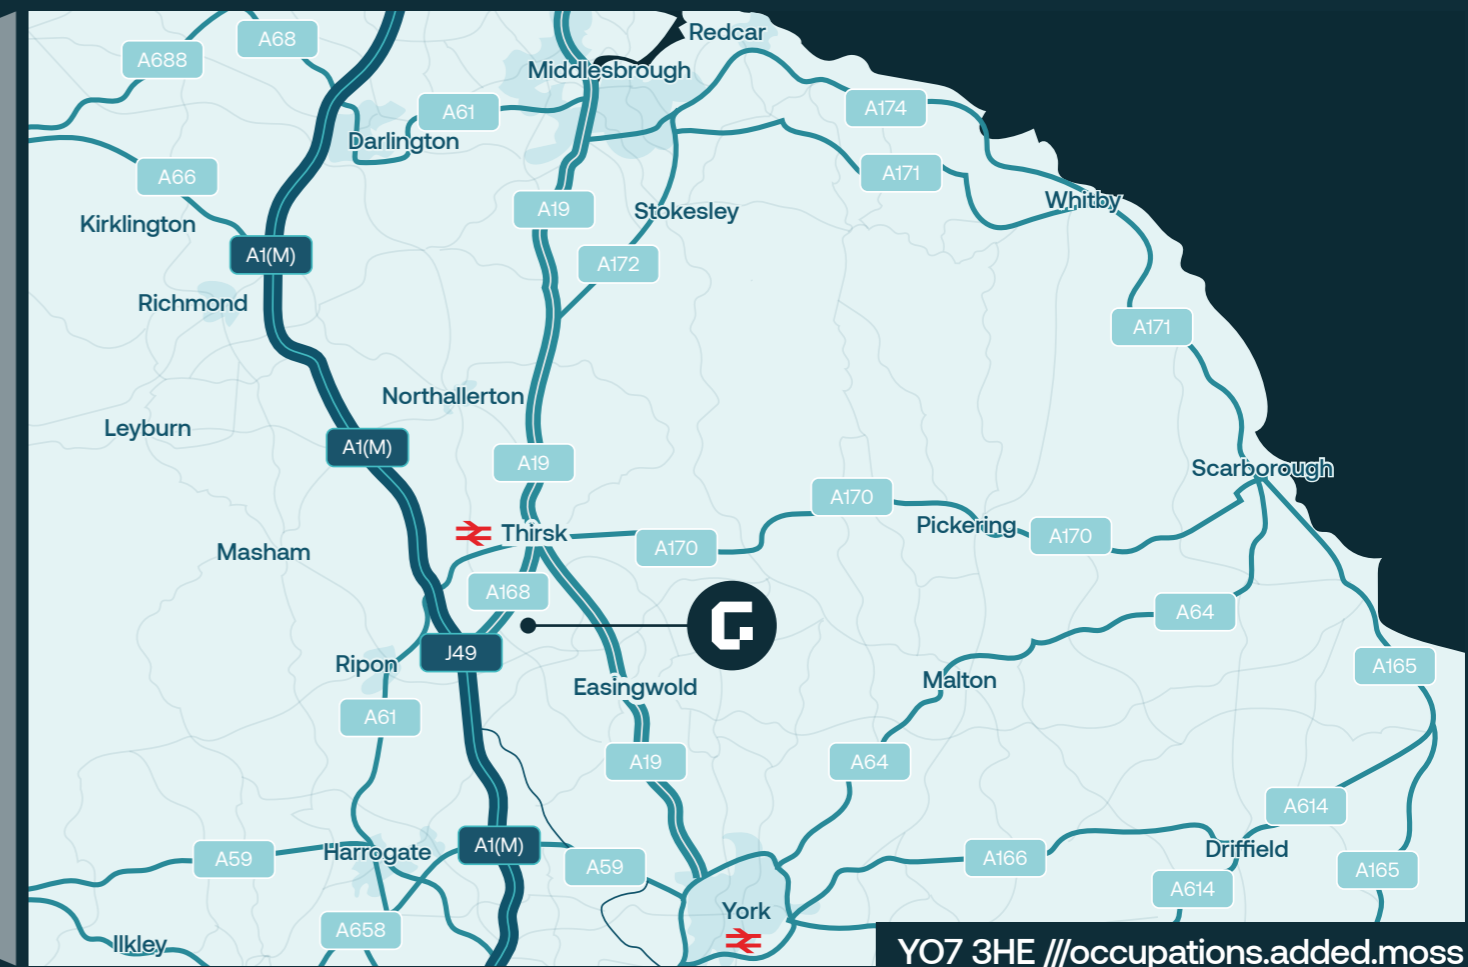 Redcar
A68
A688
Middlesbrough
A61
A174
Darlington
A66
A171
Whitby
A19
Stokesley
Kirklington
A1(M)
A172
Richmond
A171
Northallerton
Leyburn
A1(M)
A19
Scarborough
A170
Pickering
A170
Thirsk
A170
Masham
A168
A64
G
J49
Ripon
A165
Malton
Easingwold
A61
A19
A64
A614
Driffield
Harrogate
A1(M)
A59
A59
A166
A165
A614
York
A658
Ilkley
YO7 3HE ///occupations.added.moss